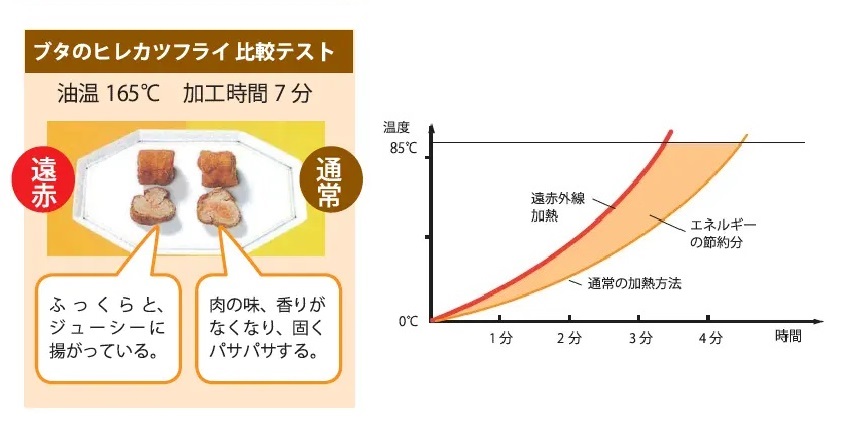 ブタのヒレカツフライ 比較テスト
油温 165℃　加工時間 7 分
遠赤
通常
ふっくらと、
ジューシーに
揚がっている。
肉の味、香りが
なくなり、固く
パサパサする。
温度
85℃
遠赤外線
加熱
エネルギー
の節約分
通常の加熱方法
0℃
1分
2分
3分
4分
時間